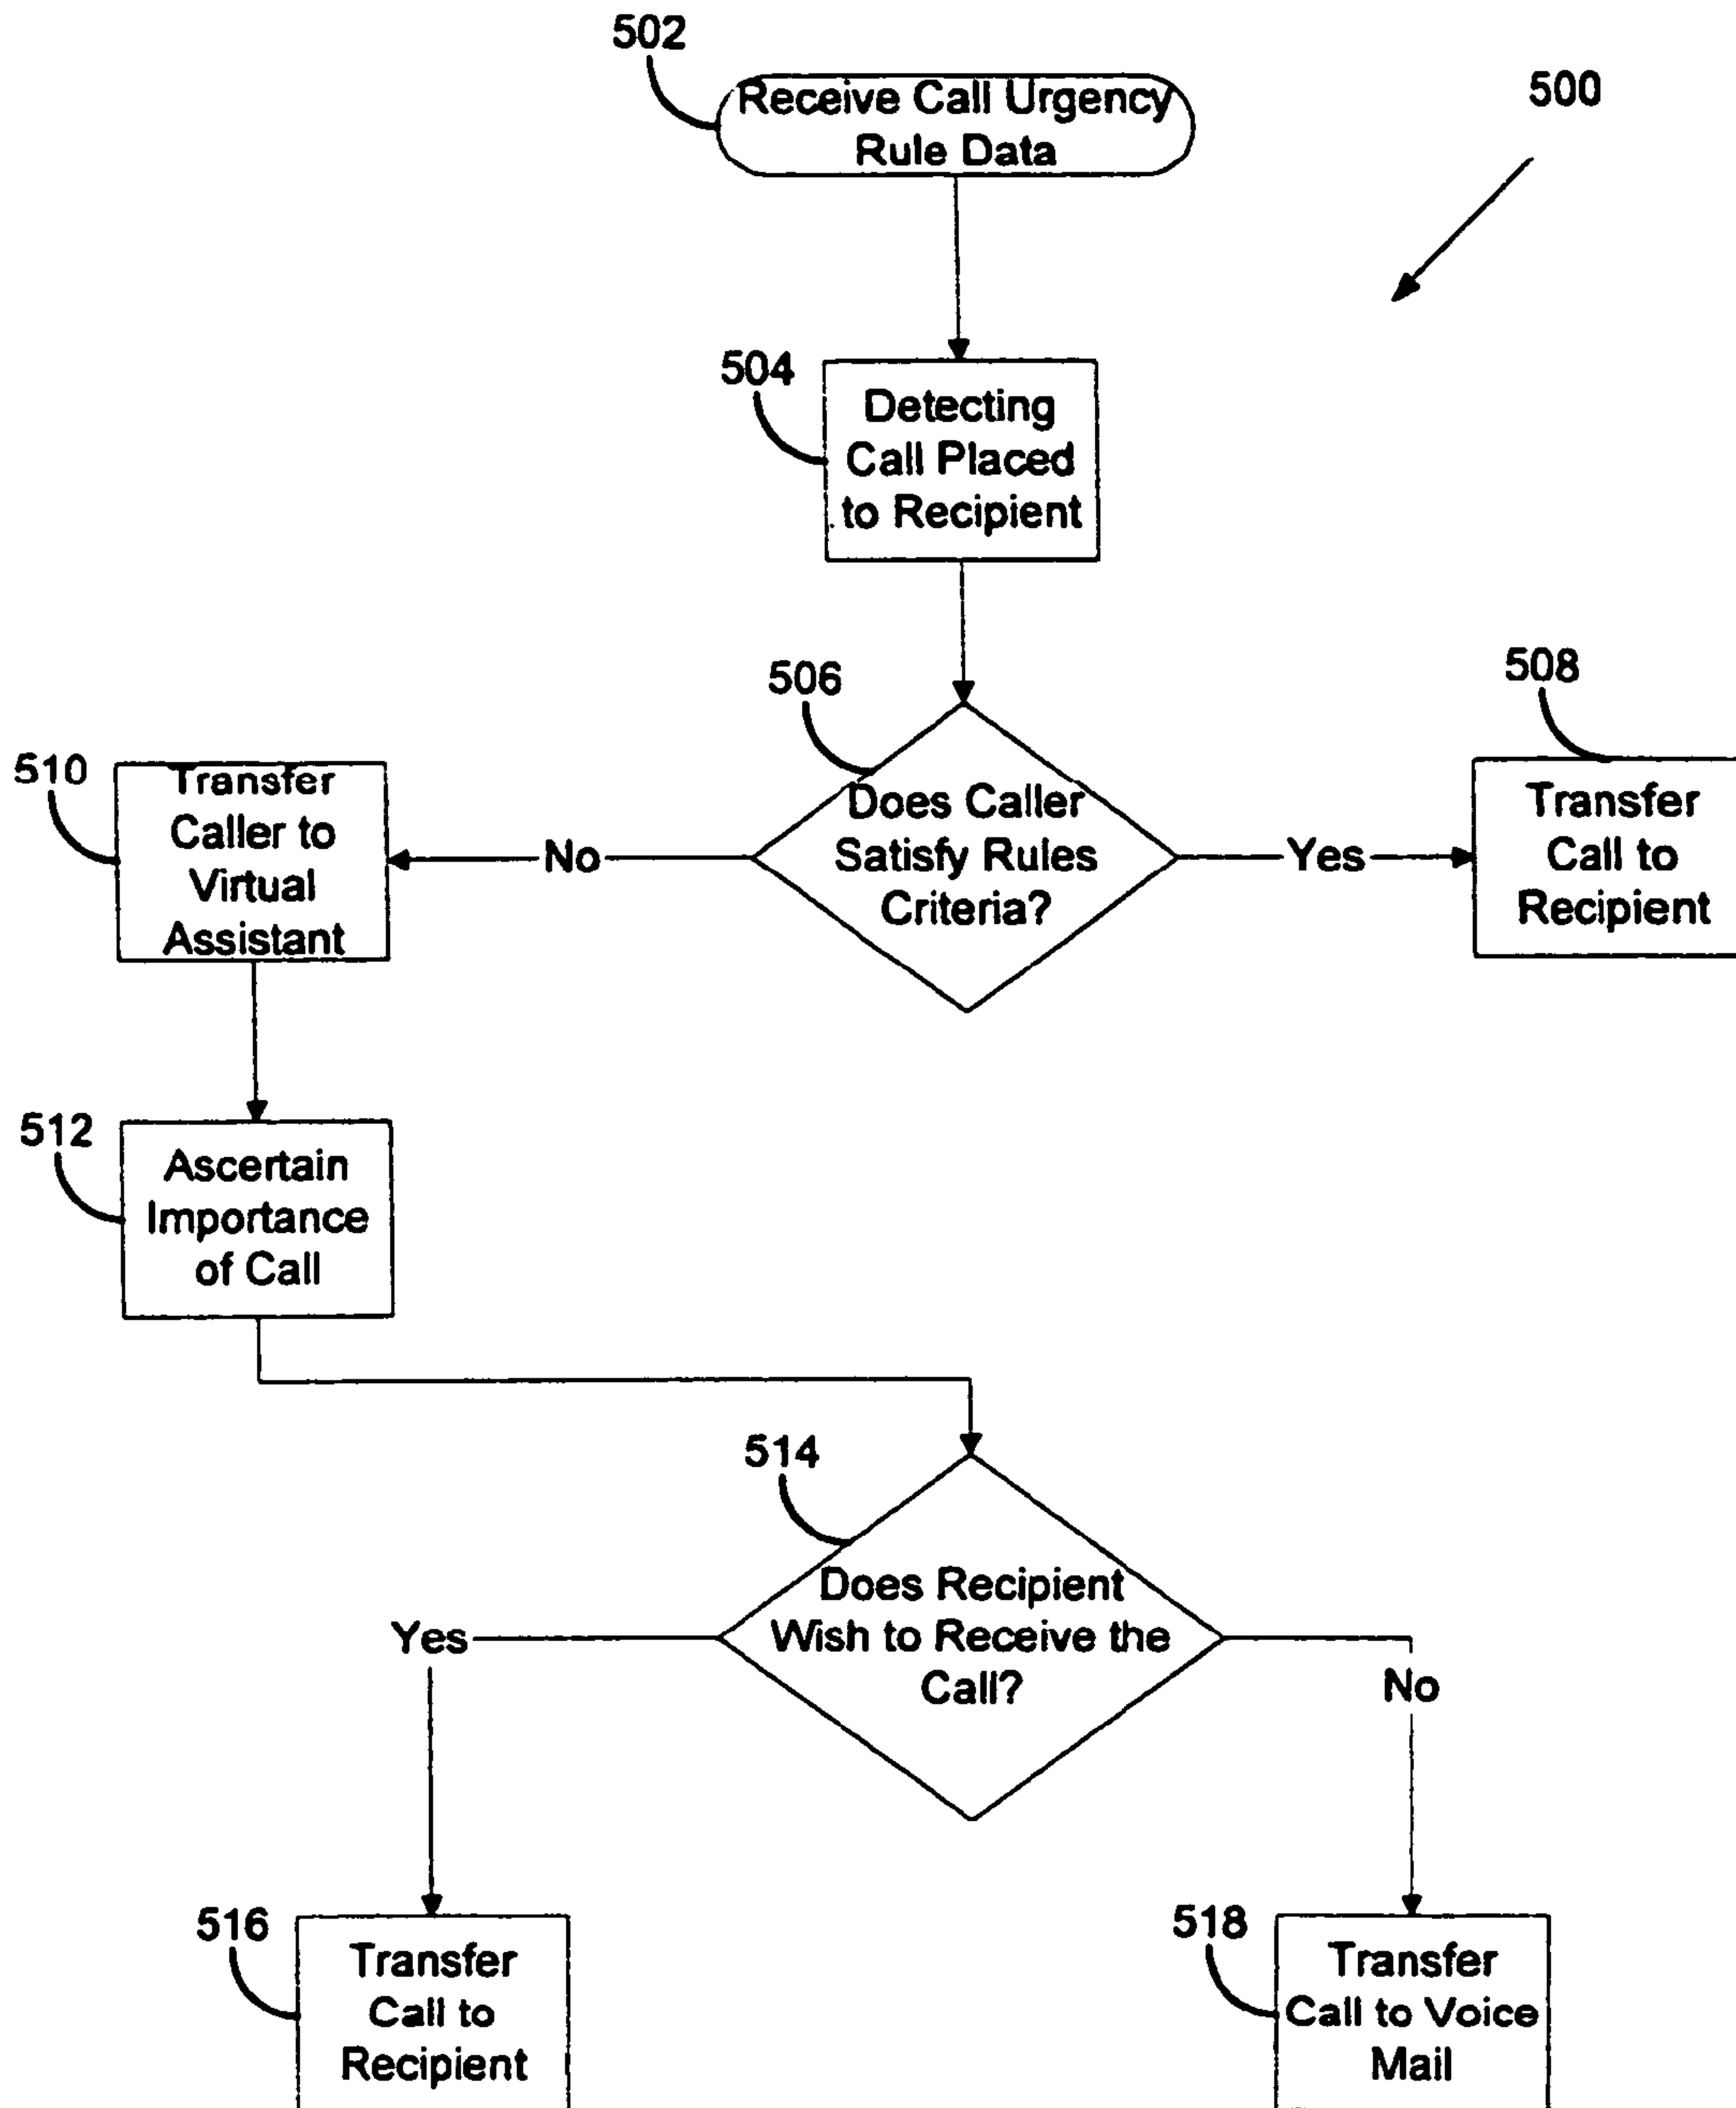 502
Receive Call Urgency
Rule Data
500
504
Detecting
Call Placed
to Recipient
506
Does Caller
Satisfy Rules
Criteria?
Yes
508
Transfer
Call to
Recipient
No
510
Transfer
Caller to
Virtual
Assistant
512
Ascertain
Importance
of Call
514
Does Recipient
Wish to Receive the
Call?
Yes
No
516
Transfer
Call to
Recipient
518
Transfer
Call to Voice
Mail